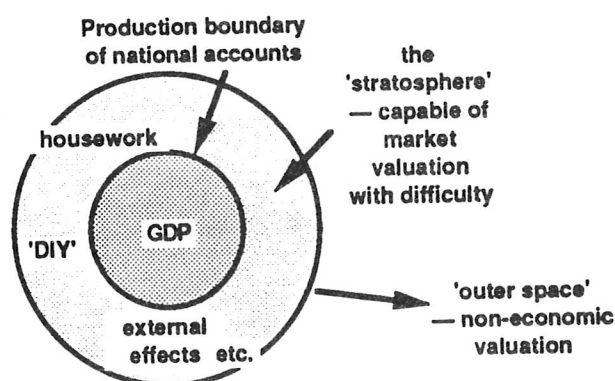 Production boundary
of national accounts
the
'stratosphere'
— capable of
market
valuation
with difficulty
housework
GDP
'DIY'
external
effects etc.
'outer space'
— non-economic
valuation